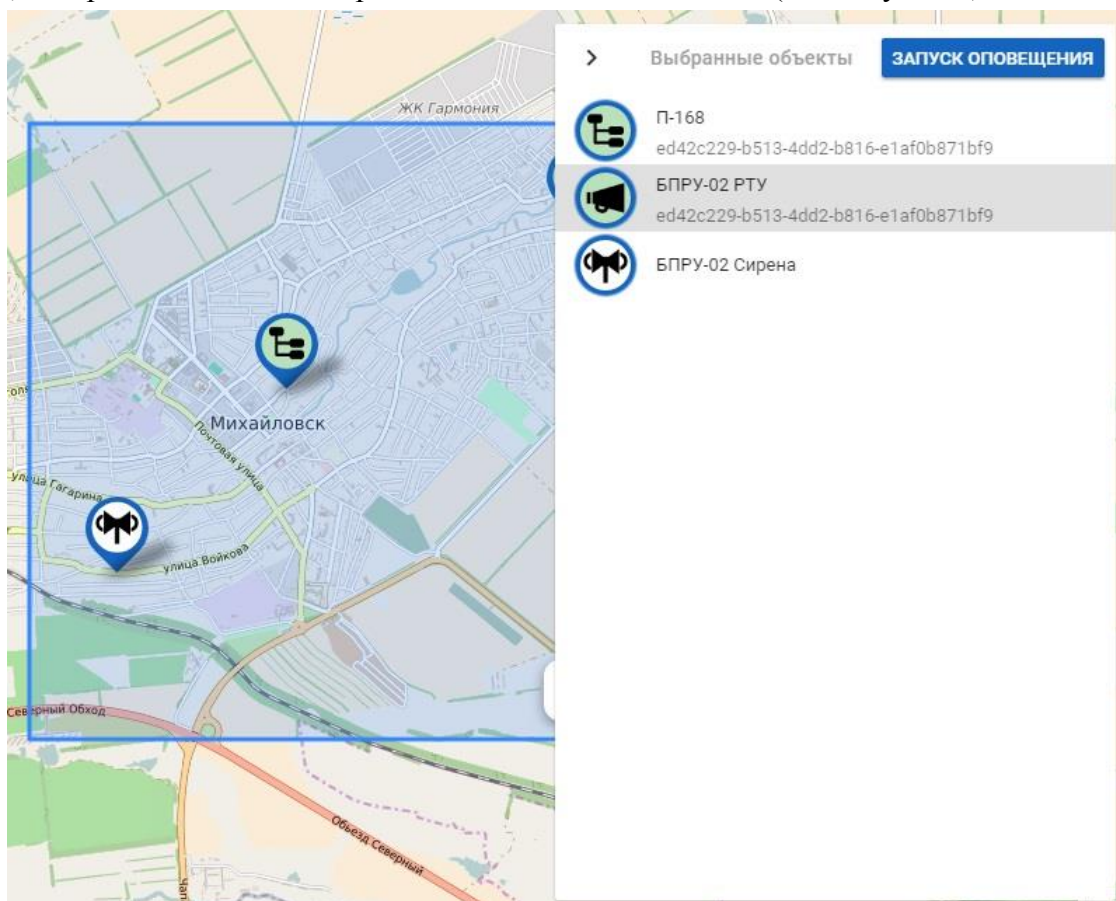 ЖК Гармония
Михайловск
Почтовая улица
улица Гагарина
улица Войкова
Северный Обход
Объезд Северный
Выбранные объекты
ЗАПУСК ОПОВЕЩЕНИЯ
П-168
ed42c229-b513-4dd2-b816-e1af0b871bf9
БПРУ-02 РТУ
ed42c229-b513-4dd2-b816-e1af0b871bf9
БПРУ-02 Сирена